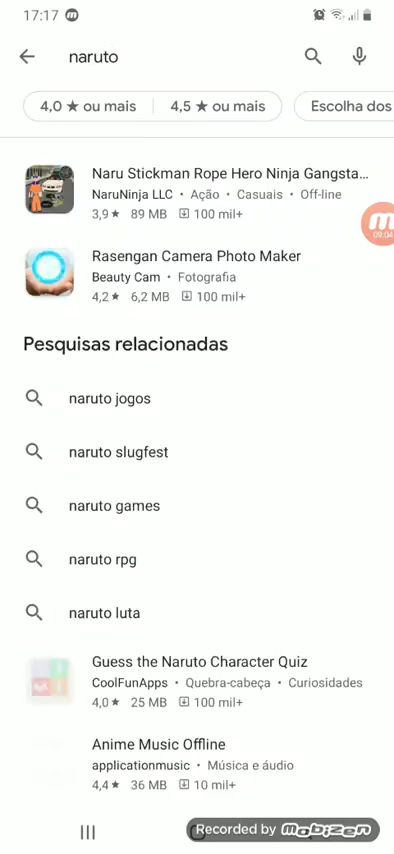 17:17
naruto
4,0 ★ ou mais
4,5 ★ ou mais
Escolha dos
Naru Stickman Rope Hero Ninja Gangsta...
NaruNinja LLC • Ação • Casuais • Off-line
3,9 ★ 89 MB 100 mil+
09:04
Rasengan Camera Photo Maker
Beauty Cam • Fotografia
4,2 ★ 6,2 MB 100 mil+
Pesquisas relacionadas
naruto jogos
naruto slugfest
naruto games
naruto rpg
naruto luta
Guess the Naruto Character Quiz
CoolFunApps • Quebra-cabeça • Curiosidades
4,0 ★ 25 MB 100 mil+
Anime Music Offline
applicationmusic • Música e áudio
4,4 ★ 36 MB 10 mil+
Recorded by mobizen